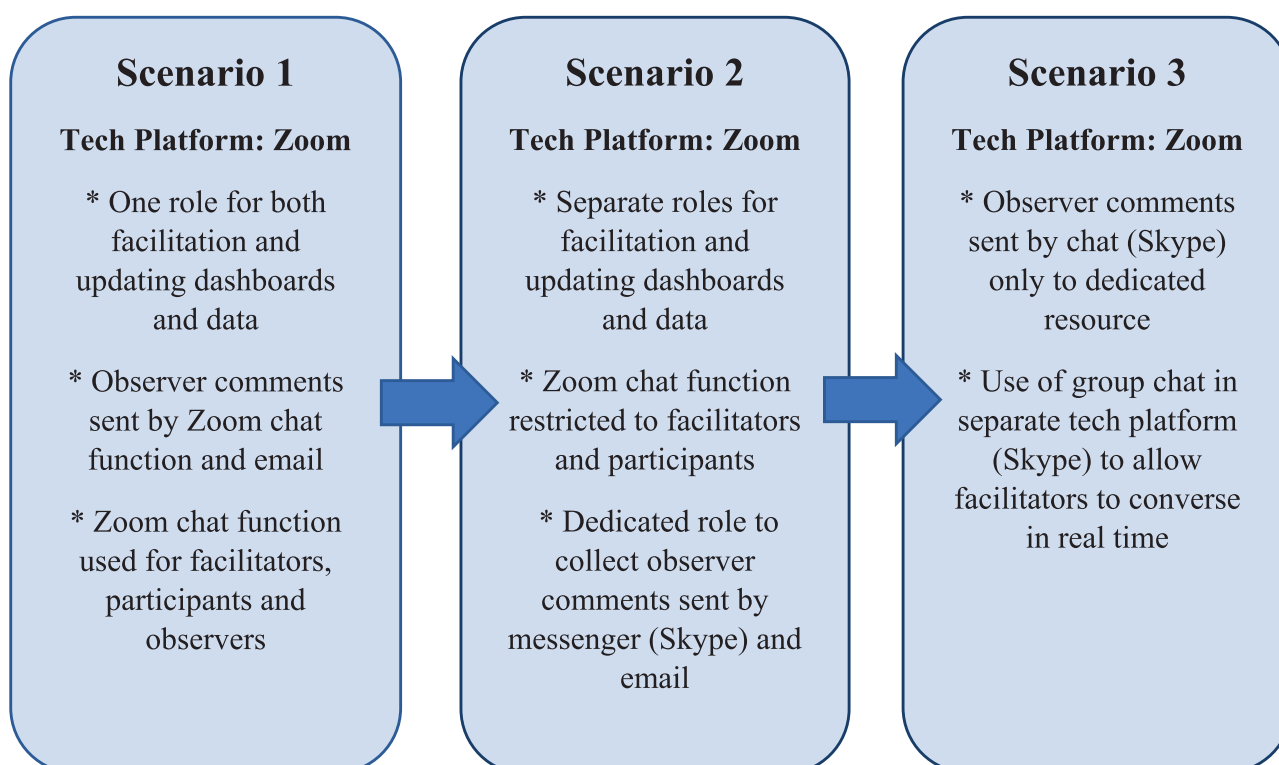 Scenario 1
Tech Platform: Zoom
* One role for both
facilitation and
updating dashboards
and data
* Observer comments
sent by Zoom chat
function and email
* Zoom chat function
used for facilitators,
participants and
observers
Scenario 2
Tech Platform: Zoom
* Separate roles for
facilitation and
updating dashboards
and data
* Zoom chat function
restricted to facilitators
and participants
* Dedicated role to
collect observer
comments sent by
messenger (Skype) and
email
Scenario 3
Tech Platform: Zoom
* Observer comments
sent by chat (Skype)
only to dedicated
resource
* Use of group chat in
separate tech platform
(Skype) to allow
facilitators to converse
in real time